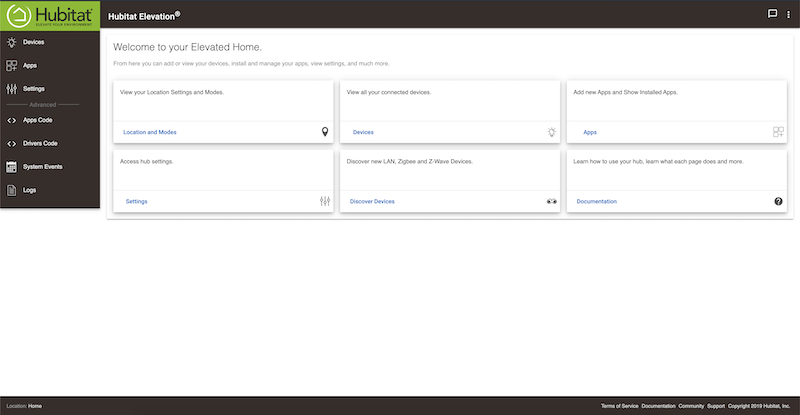 Hubitat®
ELEVATE YOUR ENVIRONMENT
Hubitat Elevation®
Devices
Apps
Settings
Advanced
Apps Code
Drivers Code
System Events
Logs
Welcome to your Elevated Home.
From here you can add or view your devices, install and manage your apps, view settings, and much more.
View your Location Settings and Modes.
Location and Modes
View all your connected devices.
Devices
Add new Apps and Show Installed Apps.
Apps
Access hub settings.
Settings
Discover new LAN, Zigbee and Z-Wave Devices.
Discover Devices
Learn how to use your hub, learn what each page does and more.
Documentation
Location: Home
Terms of Service Documentation Community Support Copyright 2019 Hubitat, Inc.